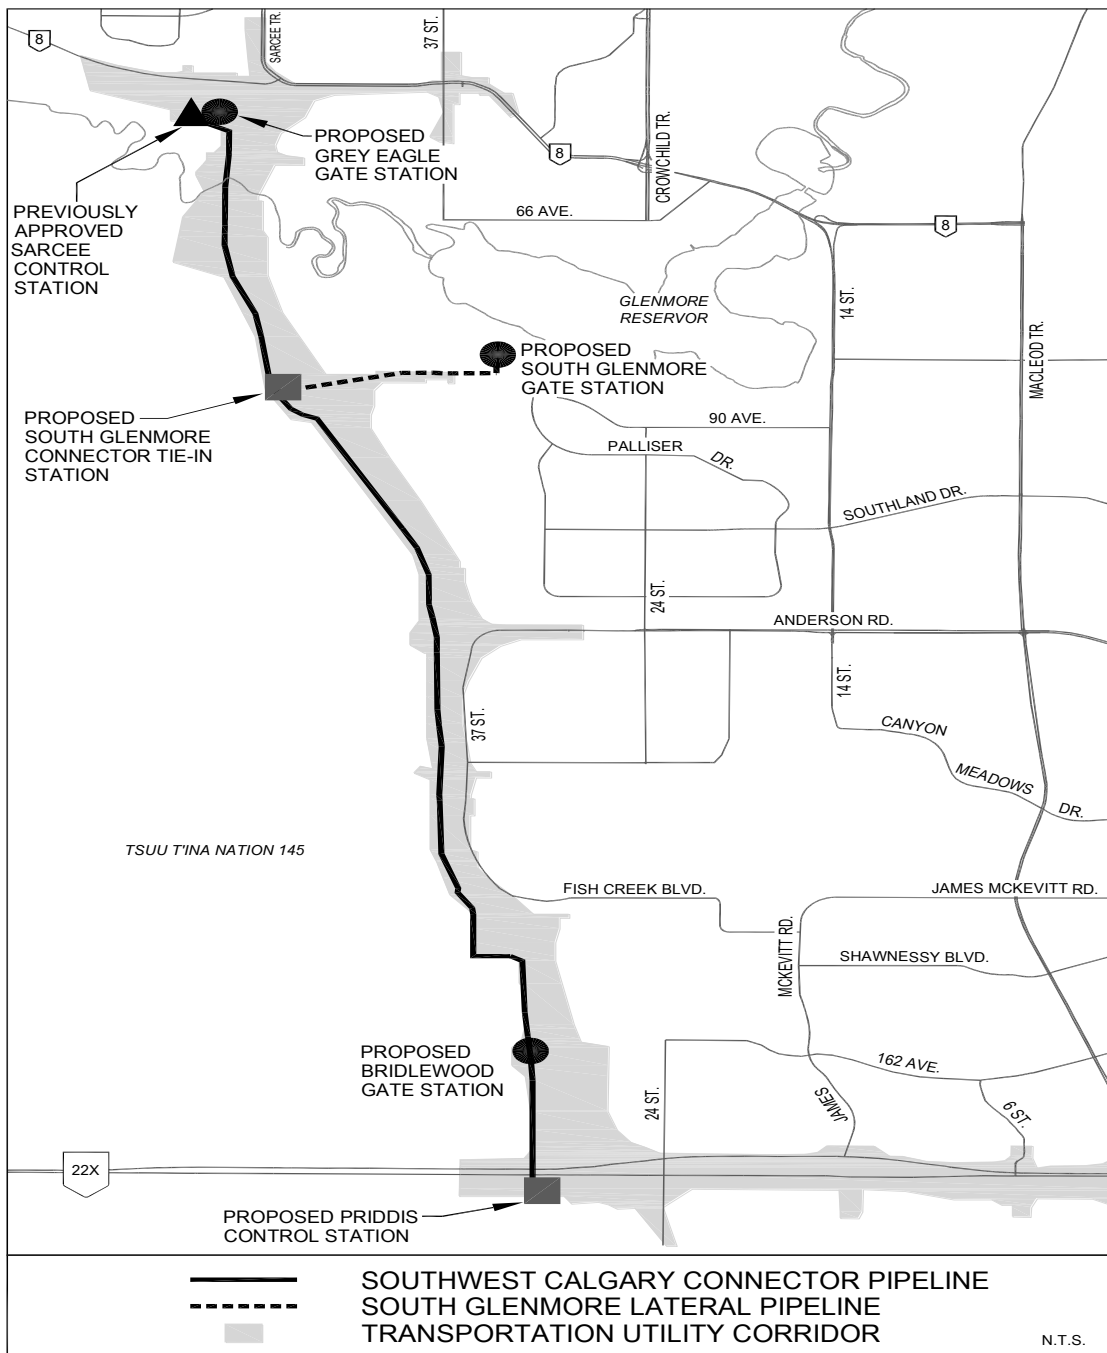 8
SARCEE TR.
37 ST.
PROPOSED
GREY EAGLE
GATE STATION
8
CROWCHILD TR.
66 AVE.
8
PREVIOUSLY
APPROVED
SARCEE
CONTROL
STATION
GLENMORE
RESERVOR
14 ST.
MACLEOD TR.
PROPOSED
SOUTH GLENMORE
GATE STATION
PROPOSED
SOUTH GLENMORE
CONNECTOR TIE-IN
STATION
90 AVE.
PALLISER
DR.
SOUTHLAND DR.
24 ST.
ANDERSON RD.
14 ST.
37 ST.
CANYON
MEADOWS
DR.
TSUU T'INA NATION 145
FISH CREEK BLVD.
JAMES MCKEVITT RD.
MCKEVITT RD.
SHAWNESSY BLVD.
PROPOSED
BRIDLEWOOD
GATE STATION
162 AVE.
24 ST.
JAMES
9 ST.
22X
PROPOSED PRIDDIS
CONTROL STATION
SOUTHWEST CALGARY CONNECTOR PIPELINE
SOUTH GLENMORE LATERAL PIPELINE
TRANSPORTATION UTILITY CORRIDOR
N.T.S.